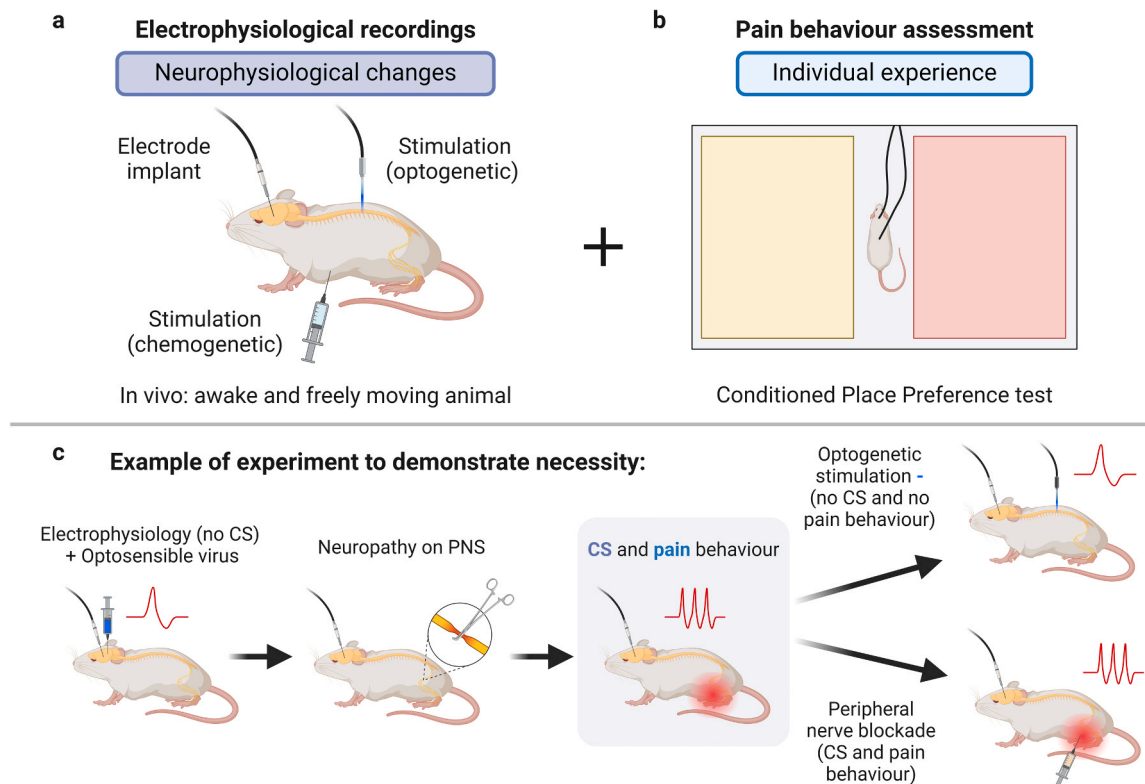 a
Electrophysiological recordings
Neurophysiological changes
Electrode
implant
Stimulation
(optogenetic)
Stimulation
(chemogenetic)
In vivo: awake and freely moving animal
b
Pain behaviour assessment
Individual experience
+
Conditioned Place Preference test
c
Example of experiment to demonstrate necessity:
Electrophysiology (no CS)
+ Optosensible virus
Neuropathy on PNS
CS and pain behaviour
Optogenetic
stimulation -
(no CS and no
pain behaviour)
Peripheral
nerve blockade
(CS and pain
behaviour)